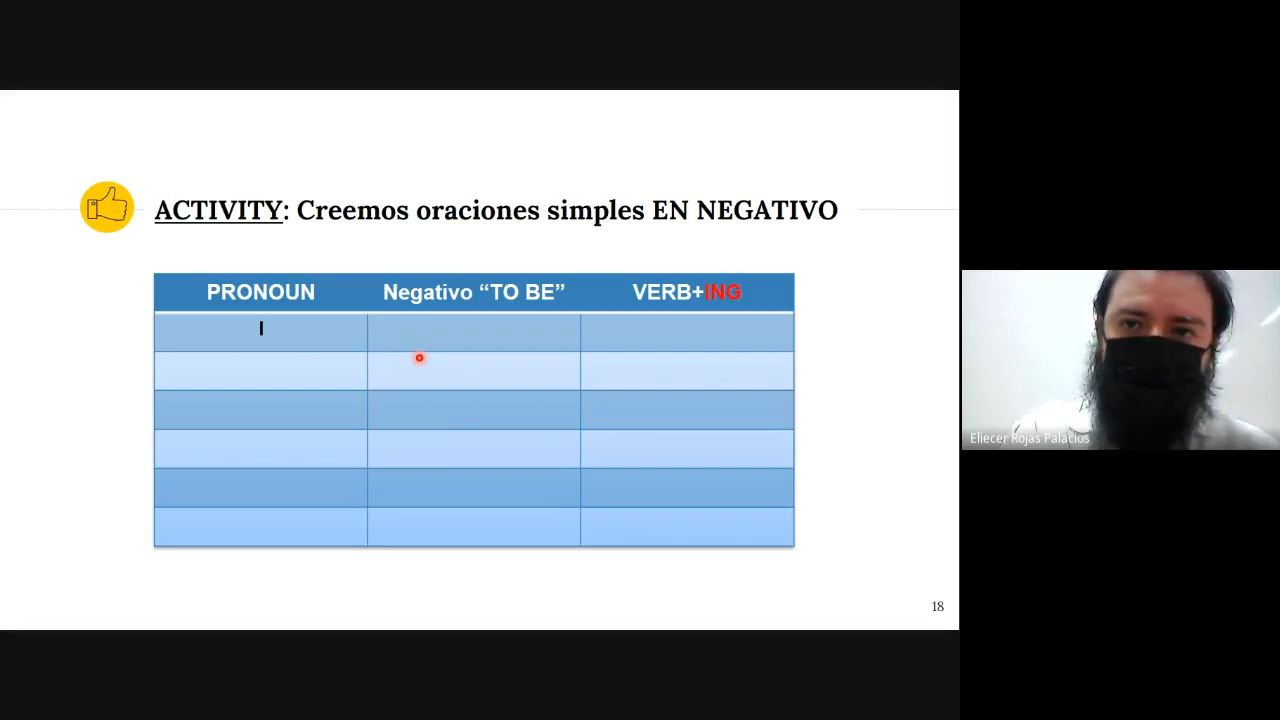 ACTIVITY: Creemos oraciones simples EN NEGATIVO
PRONOUN Negativo “TO BE” VERB+ING
I
18
Eliecer Rojas Palacios